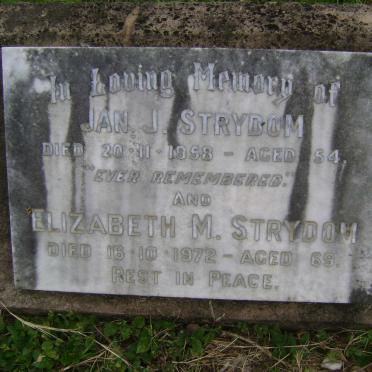 In Loving Memory of
JAN. J. STRYDOM
DIED 20·11·1958 - AGED 54.
"EVER REMEMBERED."
AND
ELIZABETH M. STRYDOM
DIED 16·10·1972 - AGED 69.
REST IN PEACE.